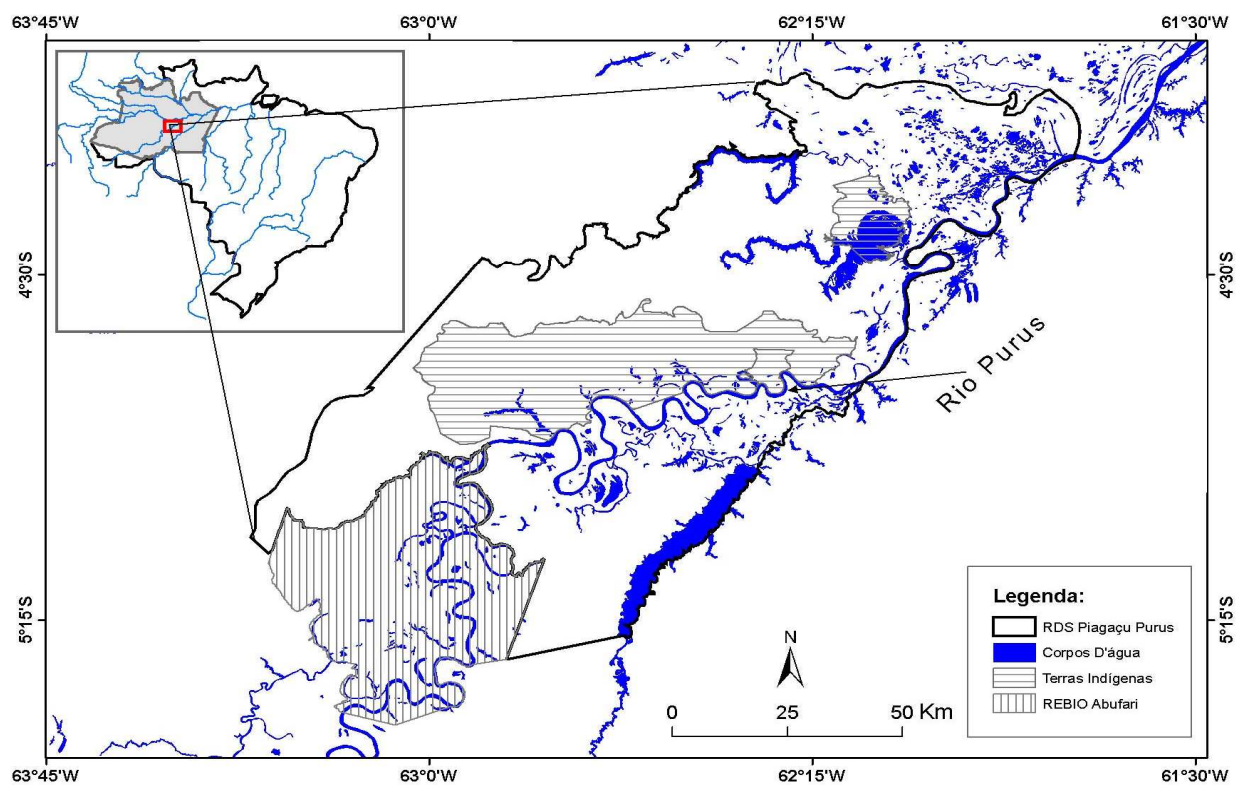 63°45'W 63°0'W 62°15'W 61°30'W
4°30'S 4°30'S
Rio Purus
Legenda:
RDS Piagaçu Purus
Corpos D'água
Terras Indígenas
REBIO Abufari
5°15'S 5°15'S
N
0 25 50 Km
63°45'W 63°0'W 62°15'W 61°30'W